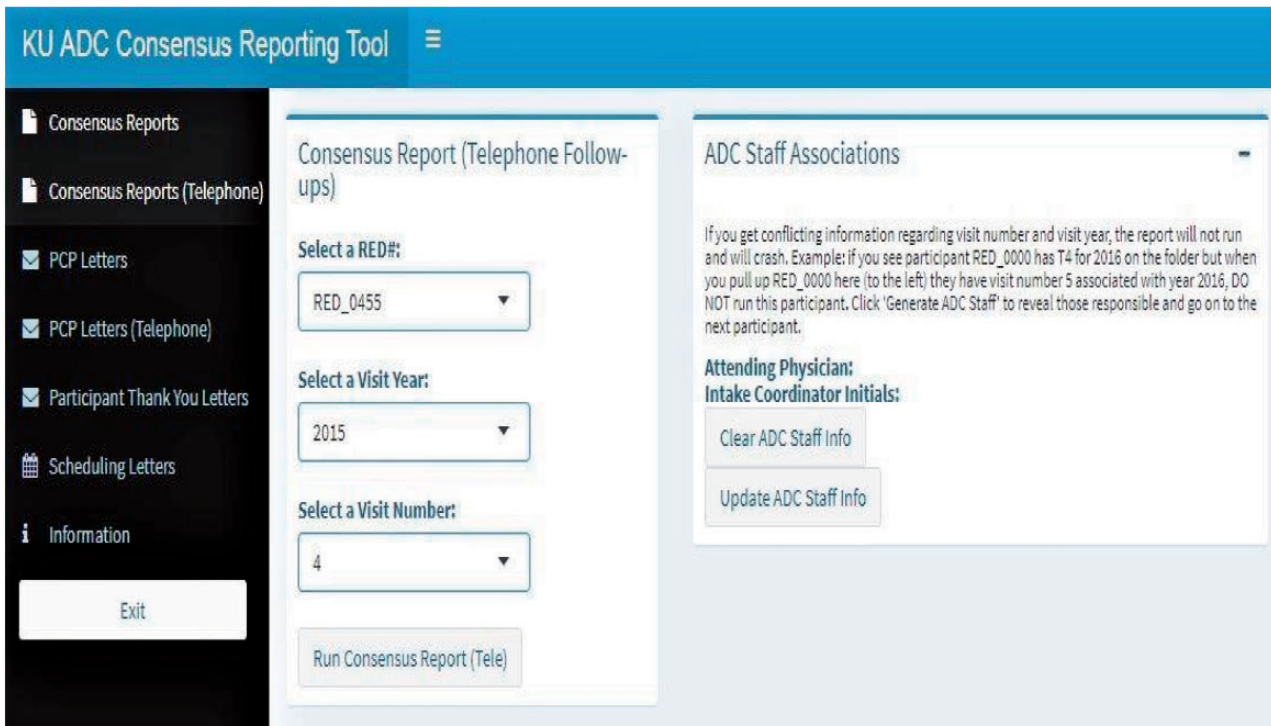 KU ADC Consensus Reporting Tool
Consensus Reports
Consensus Reports (Telephone)
PCP Letters
PCP Letters (Telephone)
Participant Thank You Letters
Scheduling Letters
Information
Exit
Consensus Report (Telephone Follow-
ups)
Select a RED#:
RED_0455
Select a Visit Year:
2015
Select a Visit Number:
4
Run Consensus Report (Tele)
ADC Staff Associations
If you get conflicting information regarding visit number and visit year, the report will not run
and will crash. Example: if you see participant RED_0000 has T4 for 2016 on the folder but when
you pull up RED_0000 here (to the left) they have visit number 5 associated with year 2016, DO
NOT run this participant. Click 'Generate ADC Staff' to reveal those responsible and go on to the
next participant.
Attending Physician:
Intake Coordinator Initials:
Clear ADC Staff Info
Update ADC Staff Info